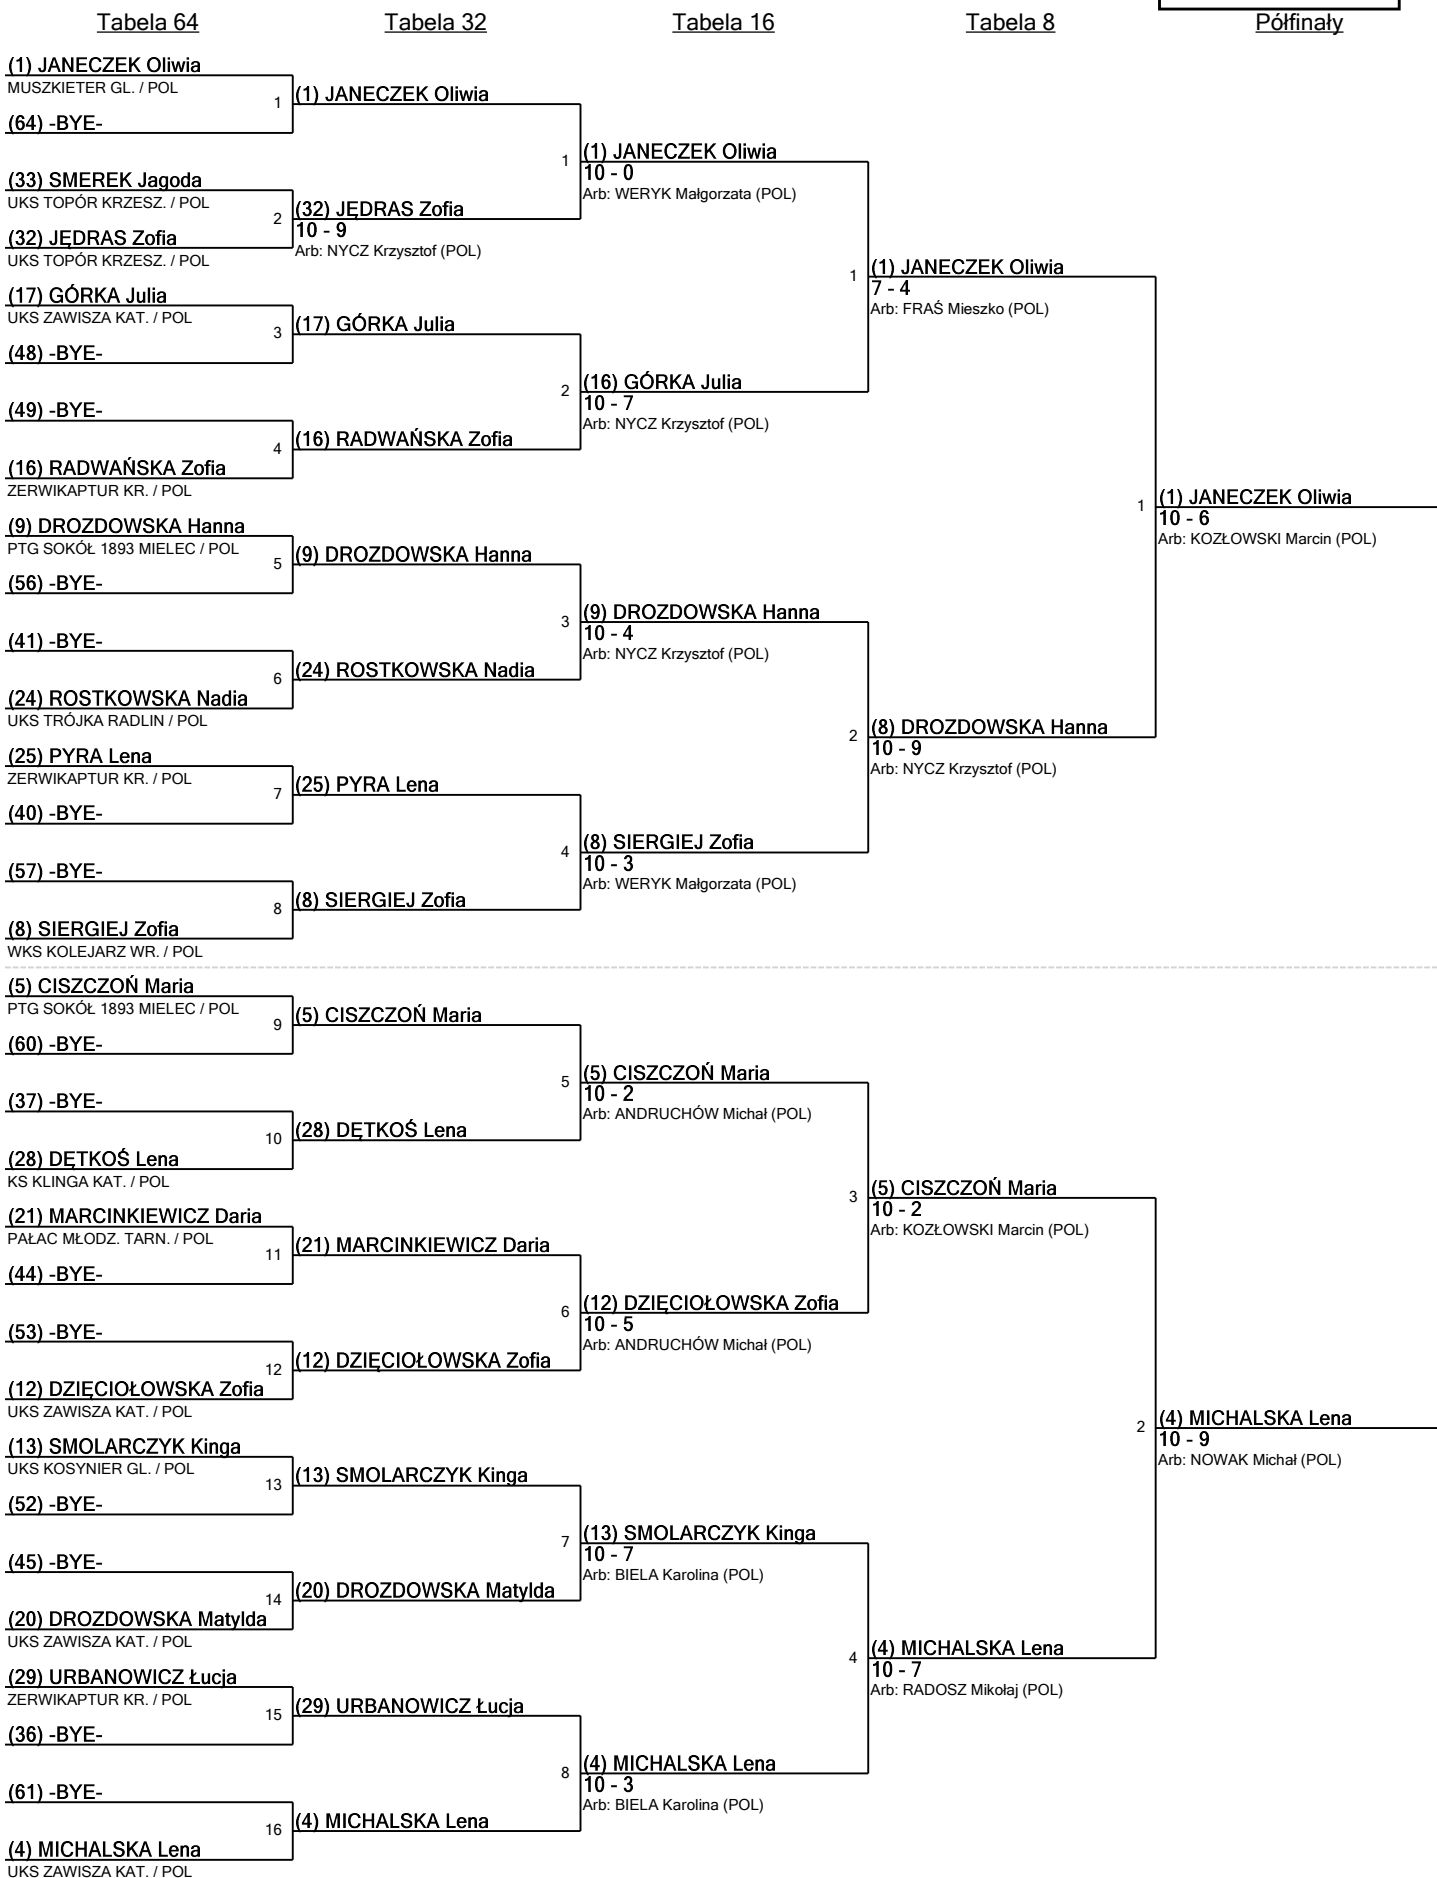 Tabela 64
Tabela 32
Tabela 16
Tabela 8
Półfinały
(1) JANECZEK Oliwia
MUSZKIETER GL. / POL
1
(64) -BYE-
(33) SMEREK Jagoda
UKS TOPÓR KRZESZ. / POL
2
(32) JĘDRAS Zofia
UKS TOPÓR KRZESZ. / POL
(17) GÓRKA Julia
UKS ZAWISZA KAT. / POL
3
(48) -BYE-
(49) -BYE-
4
(16) RADWAŃSKA Zofia
ZERWIKAPTUR KR. / POL
(9) DROZDOWSKA Hanna
PTG SOKÓŁ 1893 MIELEC / POL
5
(56) -BYE-
(41) -BYE-
6
(24) ROSTKOWSKA Nadia
UKS TRÓJKA RADLIN / POL
(25) PYRA Lena
ZERWIKAPTUR KR. / POL
7
(40) -BYE-
(57) -BYE-
8
(8) SIERGIEJ Zofia
WKS KOLEJARZ WR. / POL
(5) CISZCZOŃ Maria
PTG SOKÓŁ 1893 MIELEC / POL
9
(60) -BYE-
(37) -BYE-
10
(28) DĘTKOŚ Lena
KS KLINGA KAT. / POL
(21) MARCINKIEWICZ Daria
PAŁAC MŁODZ. TARN. / POL
11
(44) -BYE-
(53) -BYE-
12
(12) DZIĘCIOŁOWSKA Zofia
UKS ZAWISZA KAT. / POL
(13) SMOLARCZYK Kinga
UKS KOSYNIER GL. / POL
13
(52) -BYE-
(45) -BYE-
14
(20) DROZDOWSKA Matylda
UKS ZAWISZA KAT. / POL
(29) URBANOWICZ Łucja
ZERWIKAPTUR KR. / POL
15
(36) -BYE-
(61) -BYE-
16
(4) MICHALSKA Lena
UKS ZAWISZA KAT. / POL
(1) JANECZEK Oliwia
1
(32) JĘDRAS Zofia
10 - 9
Arb: NYCZ Krzysztof (POL)
(17) GÓRKA Julia
2
(16) RADWAŃSKA Zofia
(9) DROZDOWSKA Hanna
3
(24) ROSTKOWSKA Nadia
(25) PYRA Lena
4
(8) SIERGIEJ Zofia
(5) CISZCZOŃ Maria
5
(28) DĘTKOŚ Lena
(21) MARCINKIEWICZ Daria
6
(12) DZIĘCIOŁOWSKA Zofia
(13) SMOLARCZYK Kinga
7
(20) DROZDOWSKA Matylda
(29) URBANOWICZ Łucja
8
(4) MICHALSKA Lena
(1) JANECZEK Oliwia
10 - 0
Arb: WERYK Małgorzata (POL)
1
(16) GÓRKA Julia
10 - 7
Arb: NYCZ Krzysztof (POL)
(9) DROZDOWSKA Hanna
10 - 4
Arb: NYCZ Krzysztof (POL)
2
(8) SIERGIEJ Zofia
10 - 3
Arb: WERYK Małgorzata (POL)
(5) CISZCZOŃ Maria
10 - 2
Arb: ANDRUCHÓW Michał (POL)
3
(12) DZIĘCIOŁOWSKA Zofia
10 - 5
Arb: ANDRUCHÓW Michał (POL)
(13) SMOLARCZYK Kinga
10 - 7
Arb: BIELA Karolina (POL)
4
(4) MICHALSKA Lena
10 - 3
Arb: BIELA Karolina (POL)
(1) JANECZEK Oliwia
7 - 4
Arb: FRAŚ Mieszko (POL)
1
(8) DROZDOWSKA Hanna
10 - 9
Arb: NYCZ Krzysztof (POL)
(5) CISZCZOŃ Maria
10 - 2
Arb: KOZŁOWSKI Marcin (POL)
2
(4) MICHALSKA Lena
10 - 7
Arb: RADOSZ Mikołaj (POL)
(1) JANECZEK Oliwia
10 - 6
Arb: KOZŁOWSKI Marcin (POL)
(4) MICHALSKA Lena
10 - 9
Arb: NOWAK Michał (POL)